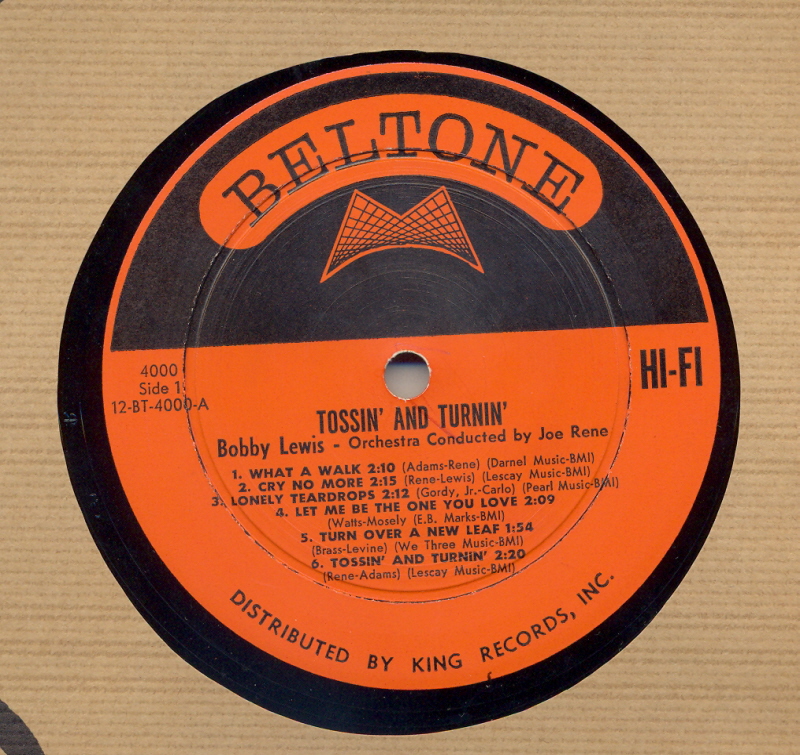 BELTONE
4000
Side 1
12-BT-4000-A
HI-FI
TOSSIN' AND TURNIN'
Bobby Lewis - Orchestra Conducted by Joe Rene
1. WHAT A WALK 2:10 (Adams-Rene) (Darnel Music-BMI)
2. CRY NO MORE 2:15 (Rene-Lewis) (Lescay Music-BMI)
3. LONELY TEARDROPS 2:12 (Gordy, Jr.-Carlo) (Pearl Music-BMI)
4. LET ME BE THE ONE YOU LOVE 2:09
(Watts-Mosely (E.B. Marks-BMI)
5. TURN OVER A NEW LEAF 1:54
(Brass-Levine) (We Three Music-BMI)
6. TOSSIN' AND TURNiN' 2:20
(Rene-Adams) (Lescay Music-BMI)
DISTRIBUTED BY KING RECORDS, INC.